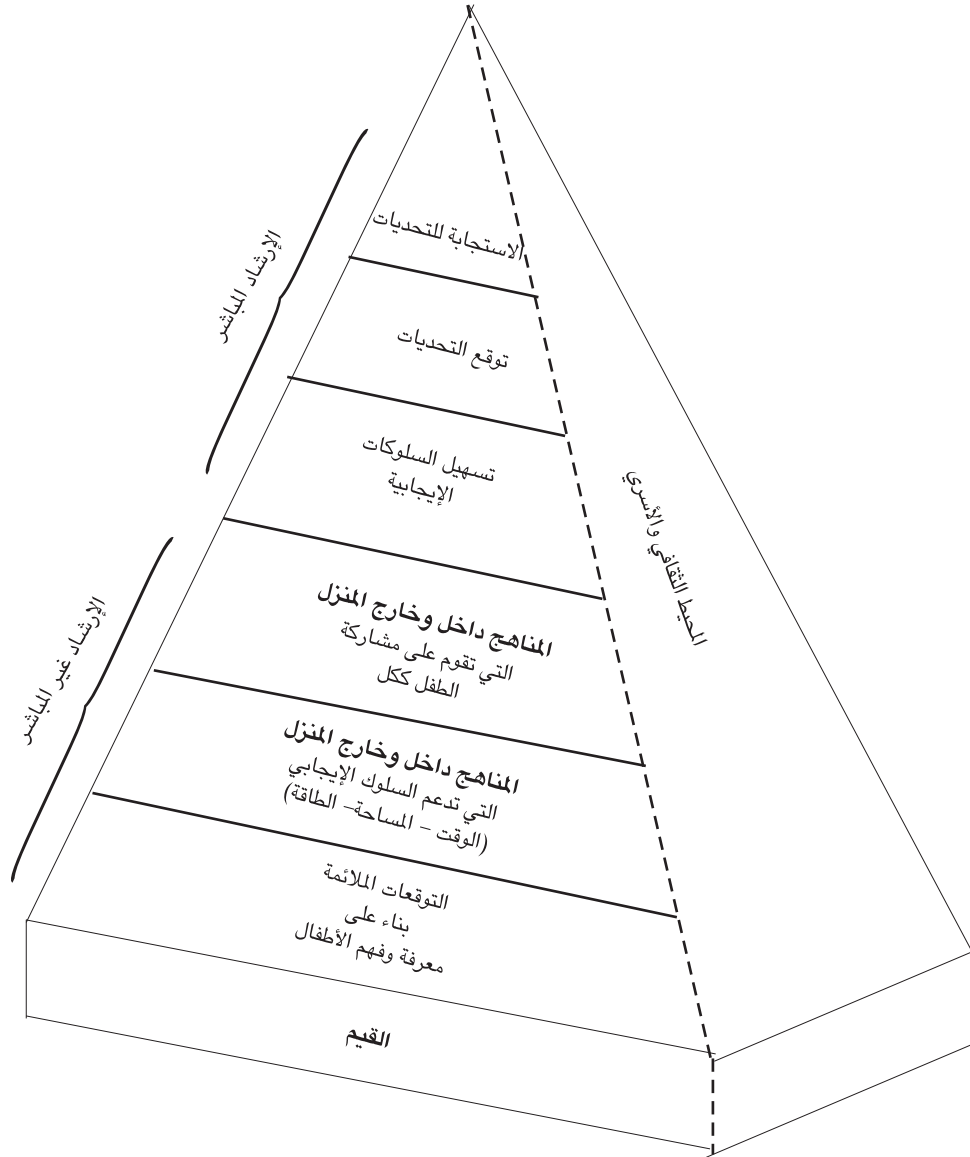 الاستجابة للتحديات
الإرشاد المباشر
توقع التحديات
تسهيل السلوكات
الإيجابية
المحيط الثقافي والأسري
المناهج داخل وخارج المنزل
التي تقوم على مشاركة
الطفل ككل
الإرشاد غير المباشر
المناهج داخل وخارج المنزل
التي تدعم السلوك الإيجابي
(الوقت – المساحة– الطاقة)
التوقعات الملائمة
بناء على
معرفة وفهم الأطفال
القيم